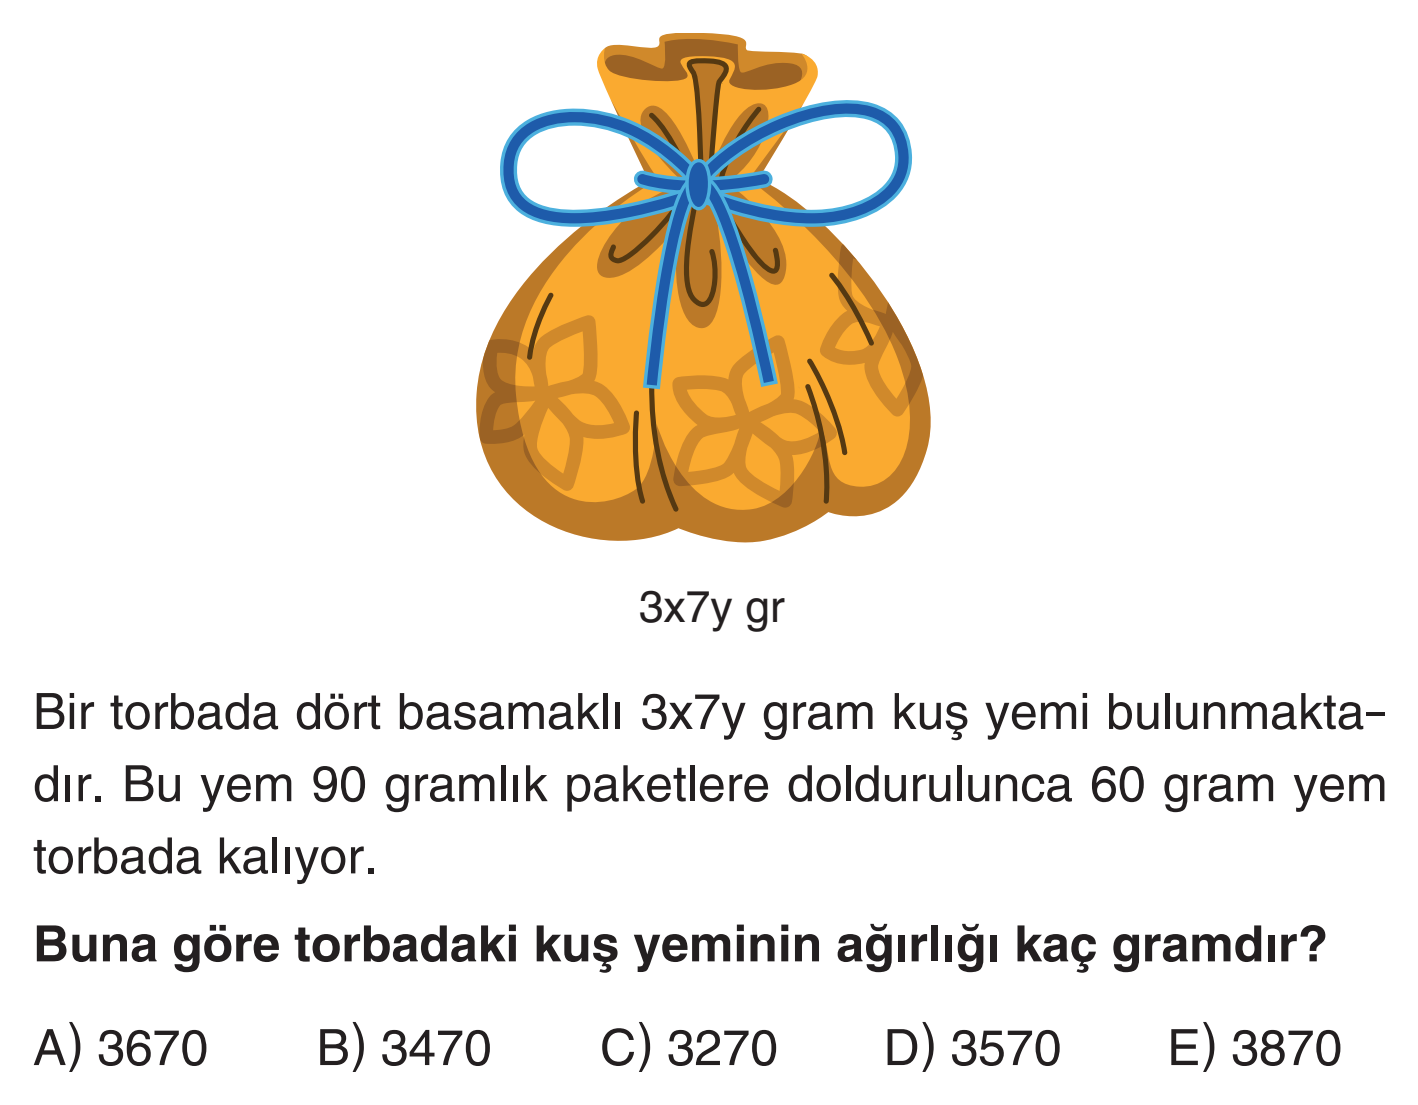 3x7y gr
Bir torbada dört basamaklı 3x7y gram kuş yemi bulunmakta-
dır. Bu yem 90 gramlık paketlere doldurulunca 60 gram yem
torbada kalıyor.
Buna göre torbadaki kuş yeminin ağırlığı kaç gramdır?
A) 3670 B) 3470 C) 3270 D) 3570 E) 3870